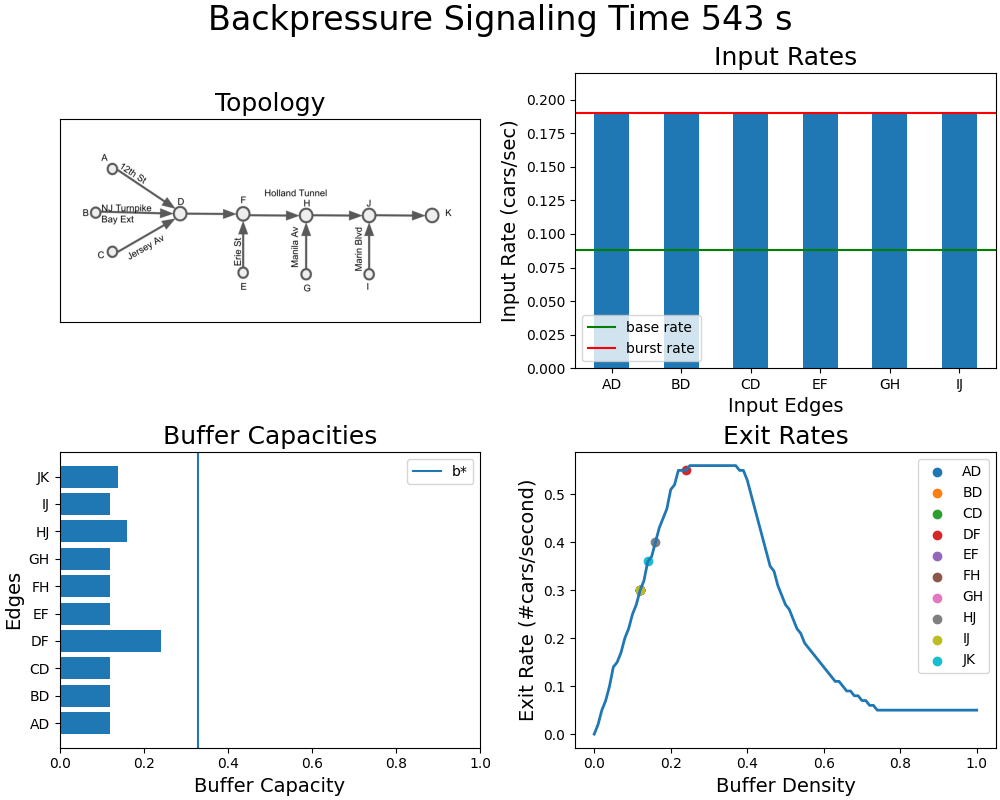 Backpressure Signaling Time 543 s
Topology
A
12th St
B
NJ Turnpike
Bay Ext
C
Jersey Av
D
F
Holland Tunnel
H
J
K
Erie St
Manila Av
Marin Blvd
E
G
I
Input Rates
Input Rate (cars/sec)
0.200
0.175
0.150
0.125
0.100
0.075
0.050
0.025
0.000
base rate
burst rate
AD BD CD EF GH IJ
Input Edges
Buffer Capacities
Edges
b*
JK
IJ
HJ
GH
FH
EF
DF
CD
BD
AD
0.0 0.2 0.4 0.6 0.8 1.0
Buffer Capacity
Exit Rates
Exit Rate (#cars/second)
0.5
0.4
0.3
0.2
0.1
0.0
AD
BD
CD
DF
EF
FH
GH
HJ
IJ
JK
0.0 0.2 0.4 0.6 0.8 1.0
Buffer Density